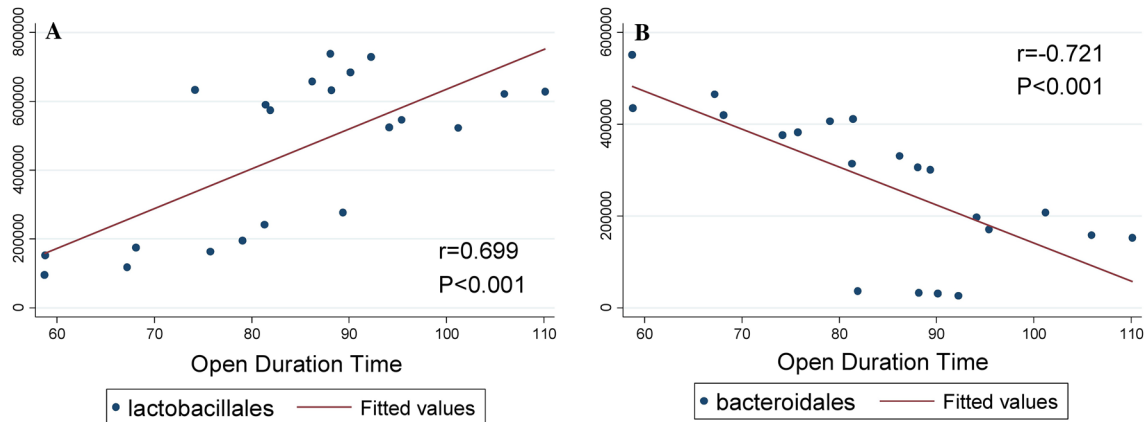 A
800000
600000
400000
200000
0
r=0.699
P<0.001
60 70 80 90 100 110
Open Duration Time
lactobacillales Fitted values
B
600000
400000
200000
0
r=-0.721
P<0.001
60 70 80 90 100 110
Open Duration Time
bacteroidales Fitted values